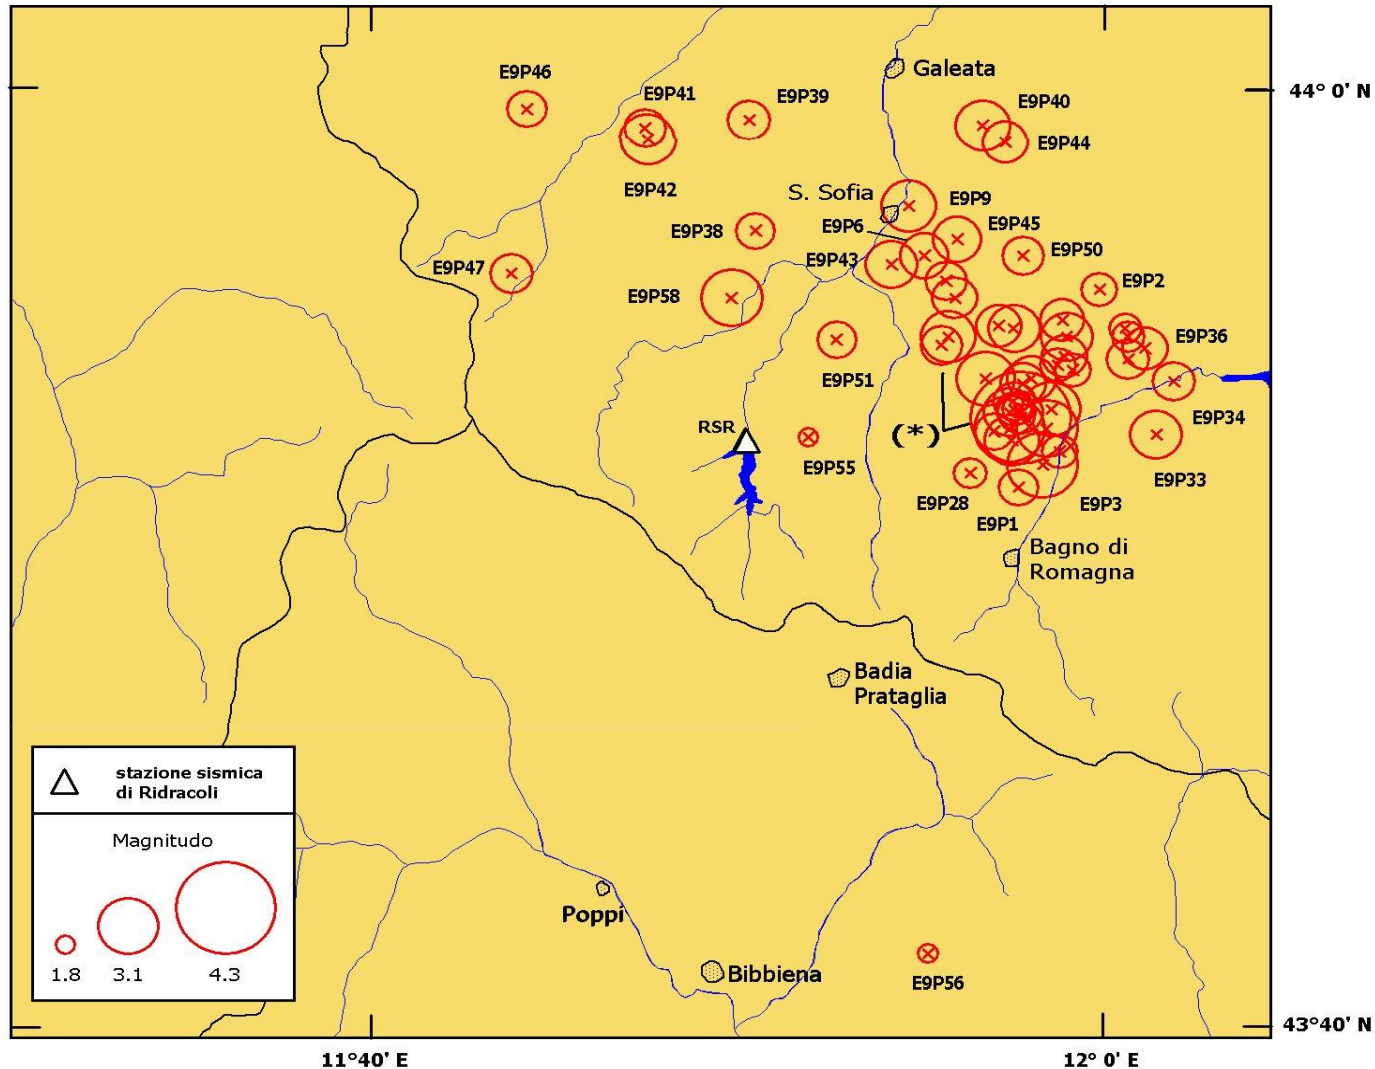 Galeata
44° 0' N
E9P46
E9P41
E9P39
E9P40
E9P44
E9P42
S. Sofia
E9P9
E9P6
E9P45
E9P38
E9P50
E9P43
E9P47
E9P2
E9P58
E9P36
E9P51
E9P34
RSR
(*)
E9P55
E9P33
E9P28
E9P3
E9P1
Bagno di
Romagna
Badia
Prataglia
stazione sismica
di Ridracoli
Magnitudo
1.8
3.1
4.3
Poppi
Bibbiena
E9P56
43°40' N
11°40' E
12° 0' E